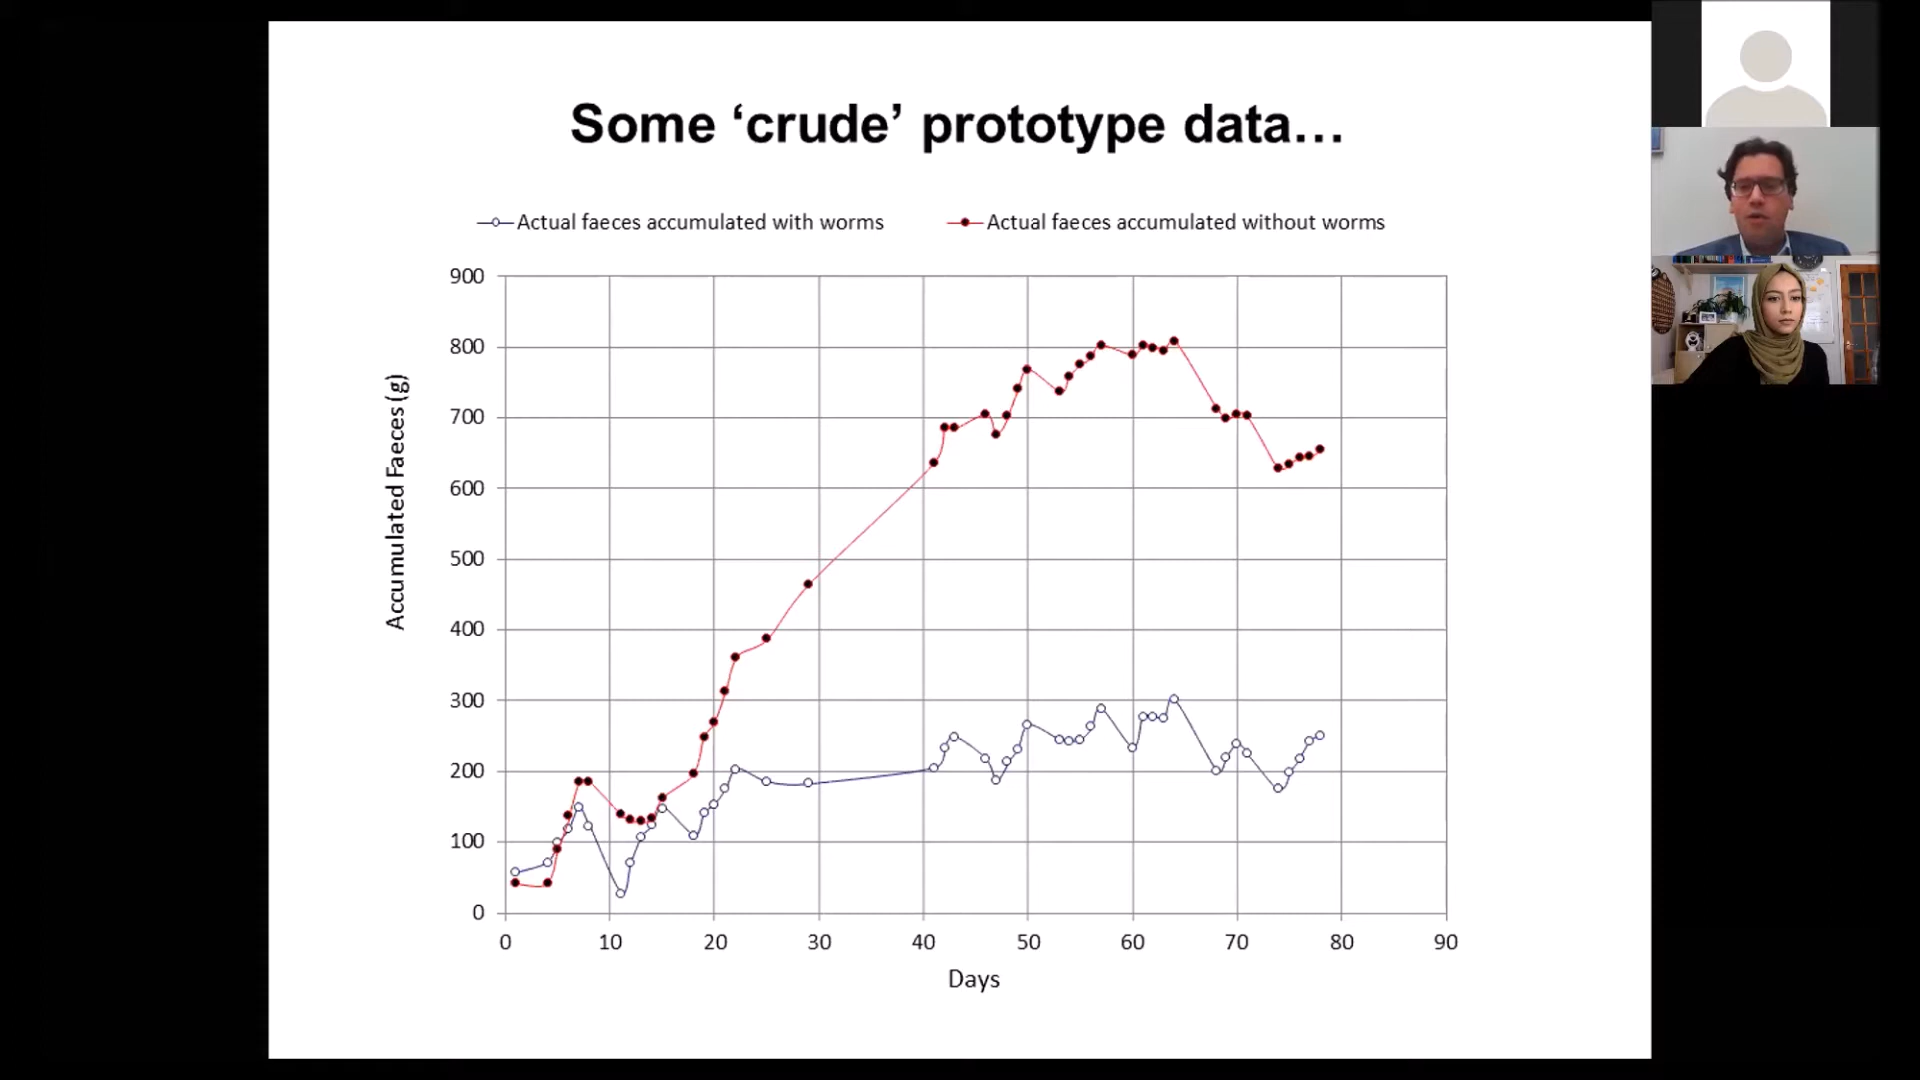 Some ‘crude’ prototype data…
Actual faeces accumulated with worms
Actual faeces accumulated without worms
Accumulated Faeces (g)
900
800
700
600
500
400
300
200
100
0
0 10 20 30 40 50 60 70 80 90
Days